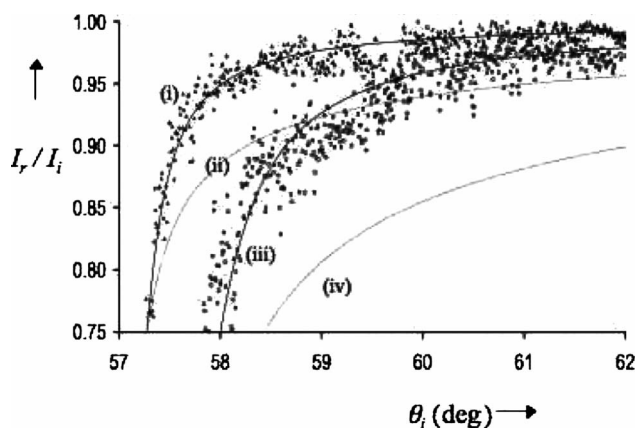 1.00
0.95
I_r / I_i
0.90
0.85
0.80
0.75
(i)
(ii)
(iii)
(iv)
57 58 59 60 61 62
θ_i (deg)